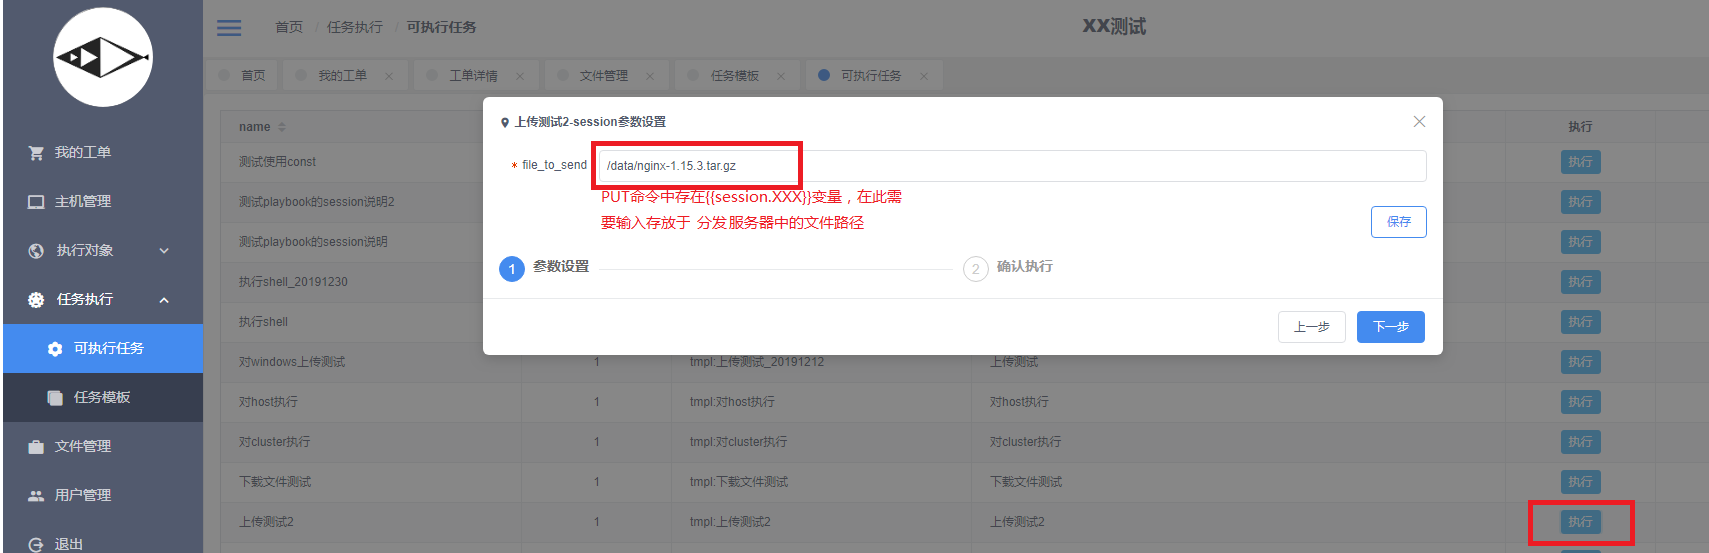 首页 / 任务执行 / 可执行任务
XX测试
首页
我的工单
工单详情
文件管理
任务模板
可执行任务
我的工单
主机管理
执行对象
任务执行
可执行任务
任务模板
文件管理
用户管理
退出
上传测试2-session参数设置
* file_to_send
/data/nginx-1.15.3.tar.gz
PUT命令中存在{{session.XXX}}变量，在此需
要输入存放于 分发服务器中的文件路径
保存
1 参数设置
2 确认执行
上一步
下一步
name 执行
测试使用const 执行
测试playbook的session说明2 执行
测试playbook的session说明 执行
执行shell_20191230 执行
执行shell 执行
对windows上传测试 1 tmpl:上传测试_20191212 上传测试 执行
对host执行 1 tmpl:对host执行 对host执行 执行
对cluster执行 1 tmpl:对cluster执行 对cluster执行 执行
下载文件测试 1 tmpl:下载文件测试 下载文件测试 执行
上传测试2 1 tmpl:上传测试2 上传测试2 执行